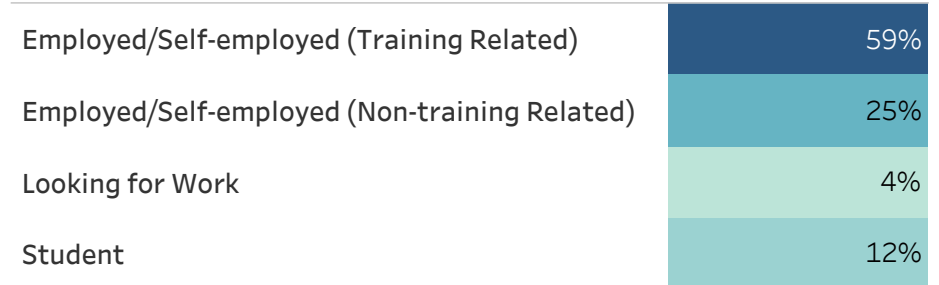 Employed/Self-employed (Training Related) 59%
Employed/Self-employed (Non-training Related) 25%
Looking for Work 4%
Student 12%